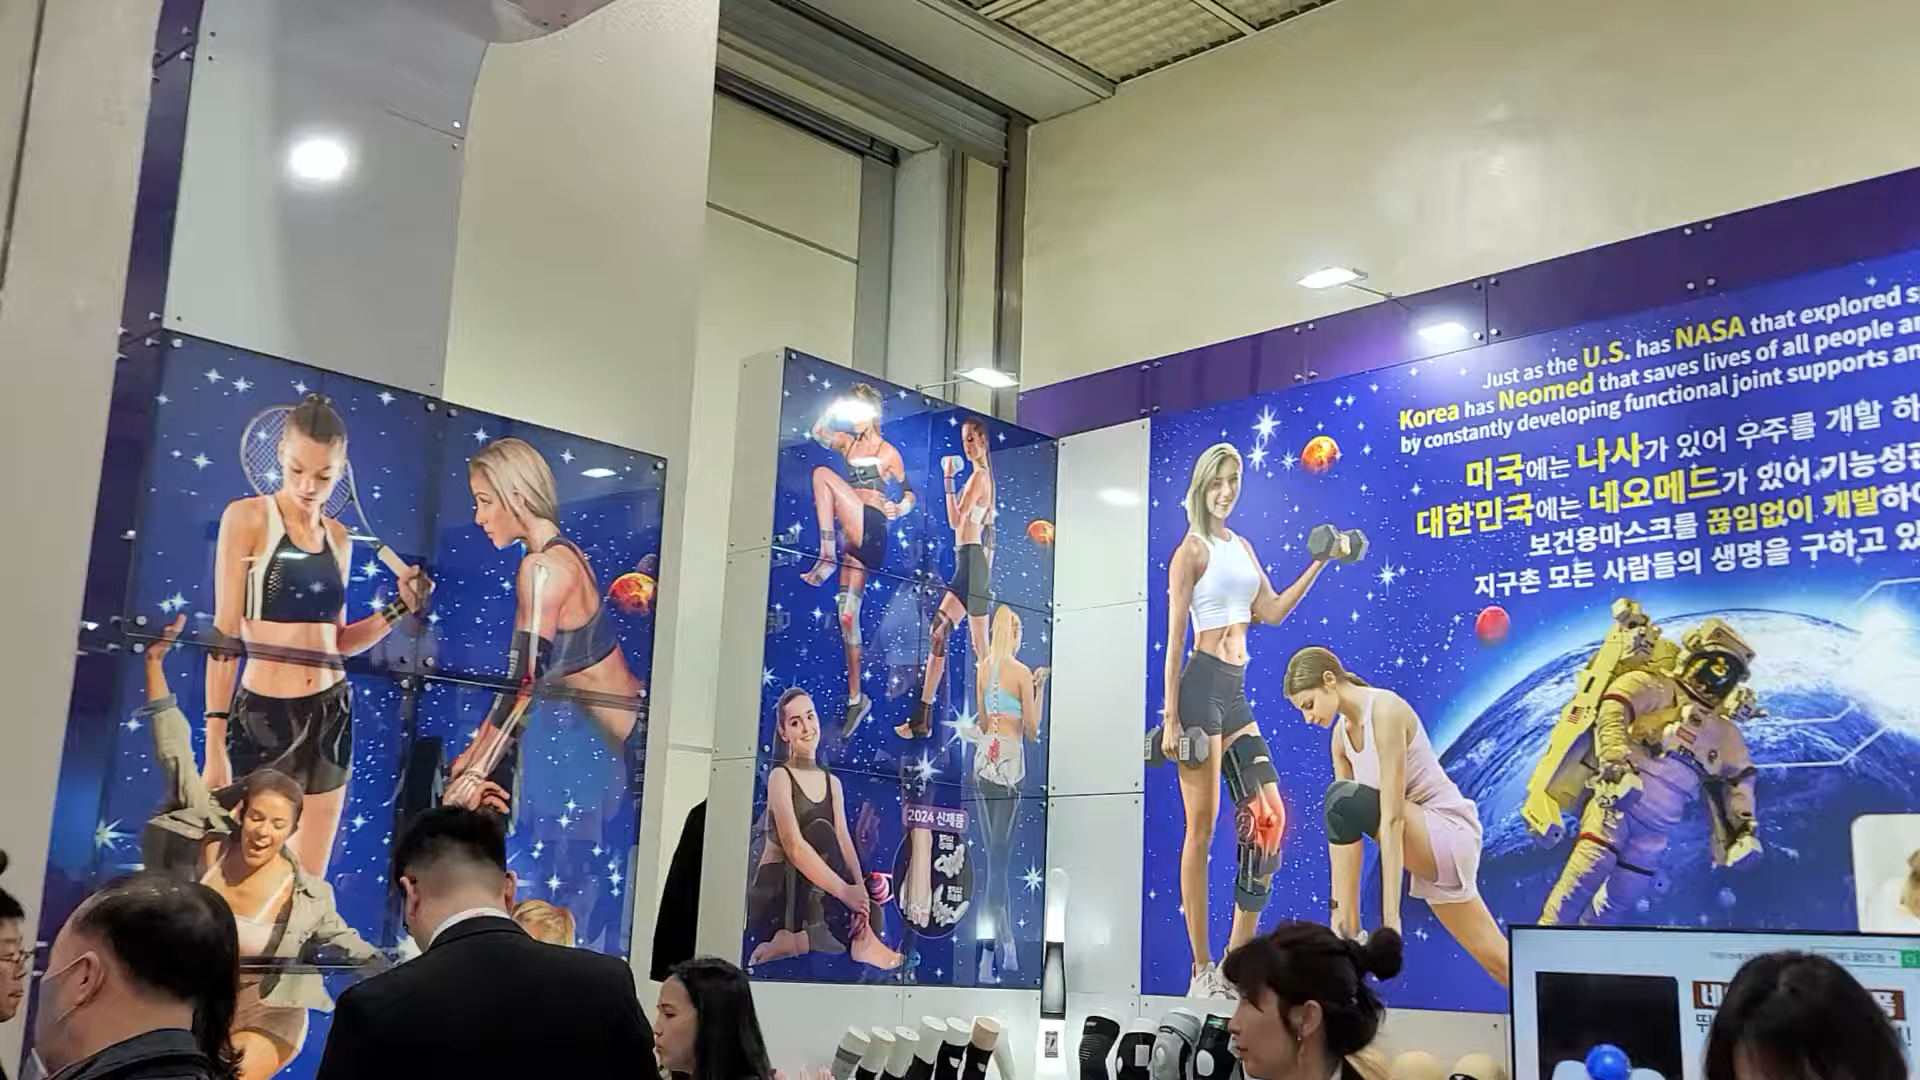 Just as the U.S. has NASA that explored
Korea has Neomed that saves lives of all people
by constantly developing functional joint supports
미국에는 나사가 있어 우주를 개발
대한민국에는 네오메드가 있어 기능성
보건용마스크를 끊임없이 개발
지구촌 모든 사람들의 생명을 구하고
2024 신제품